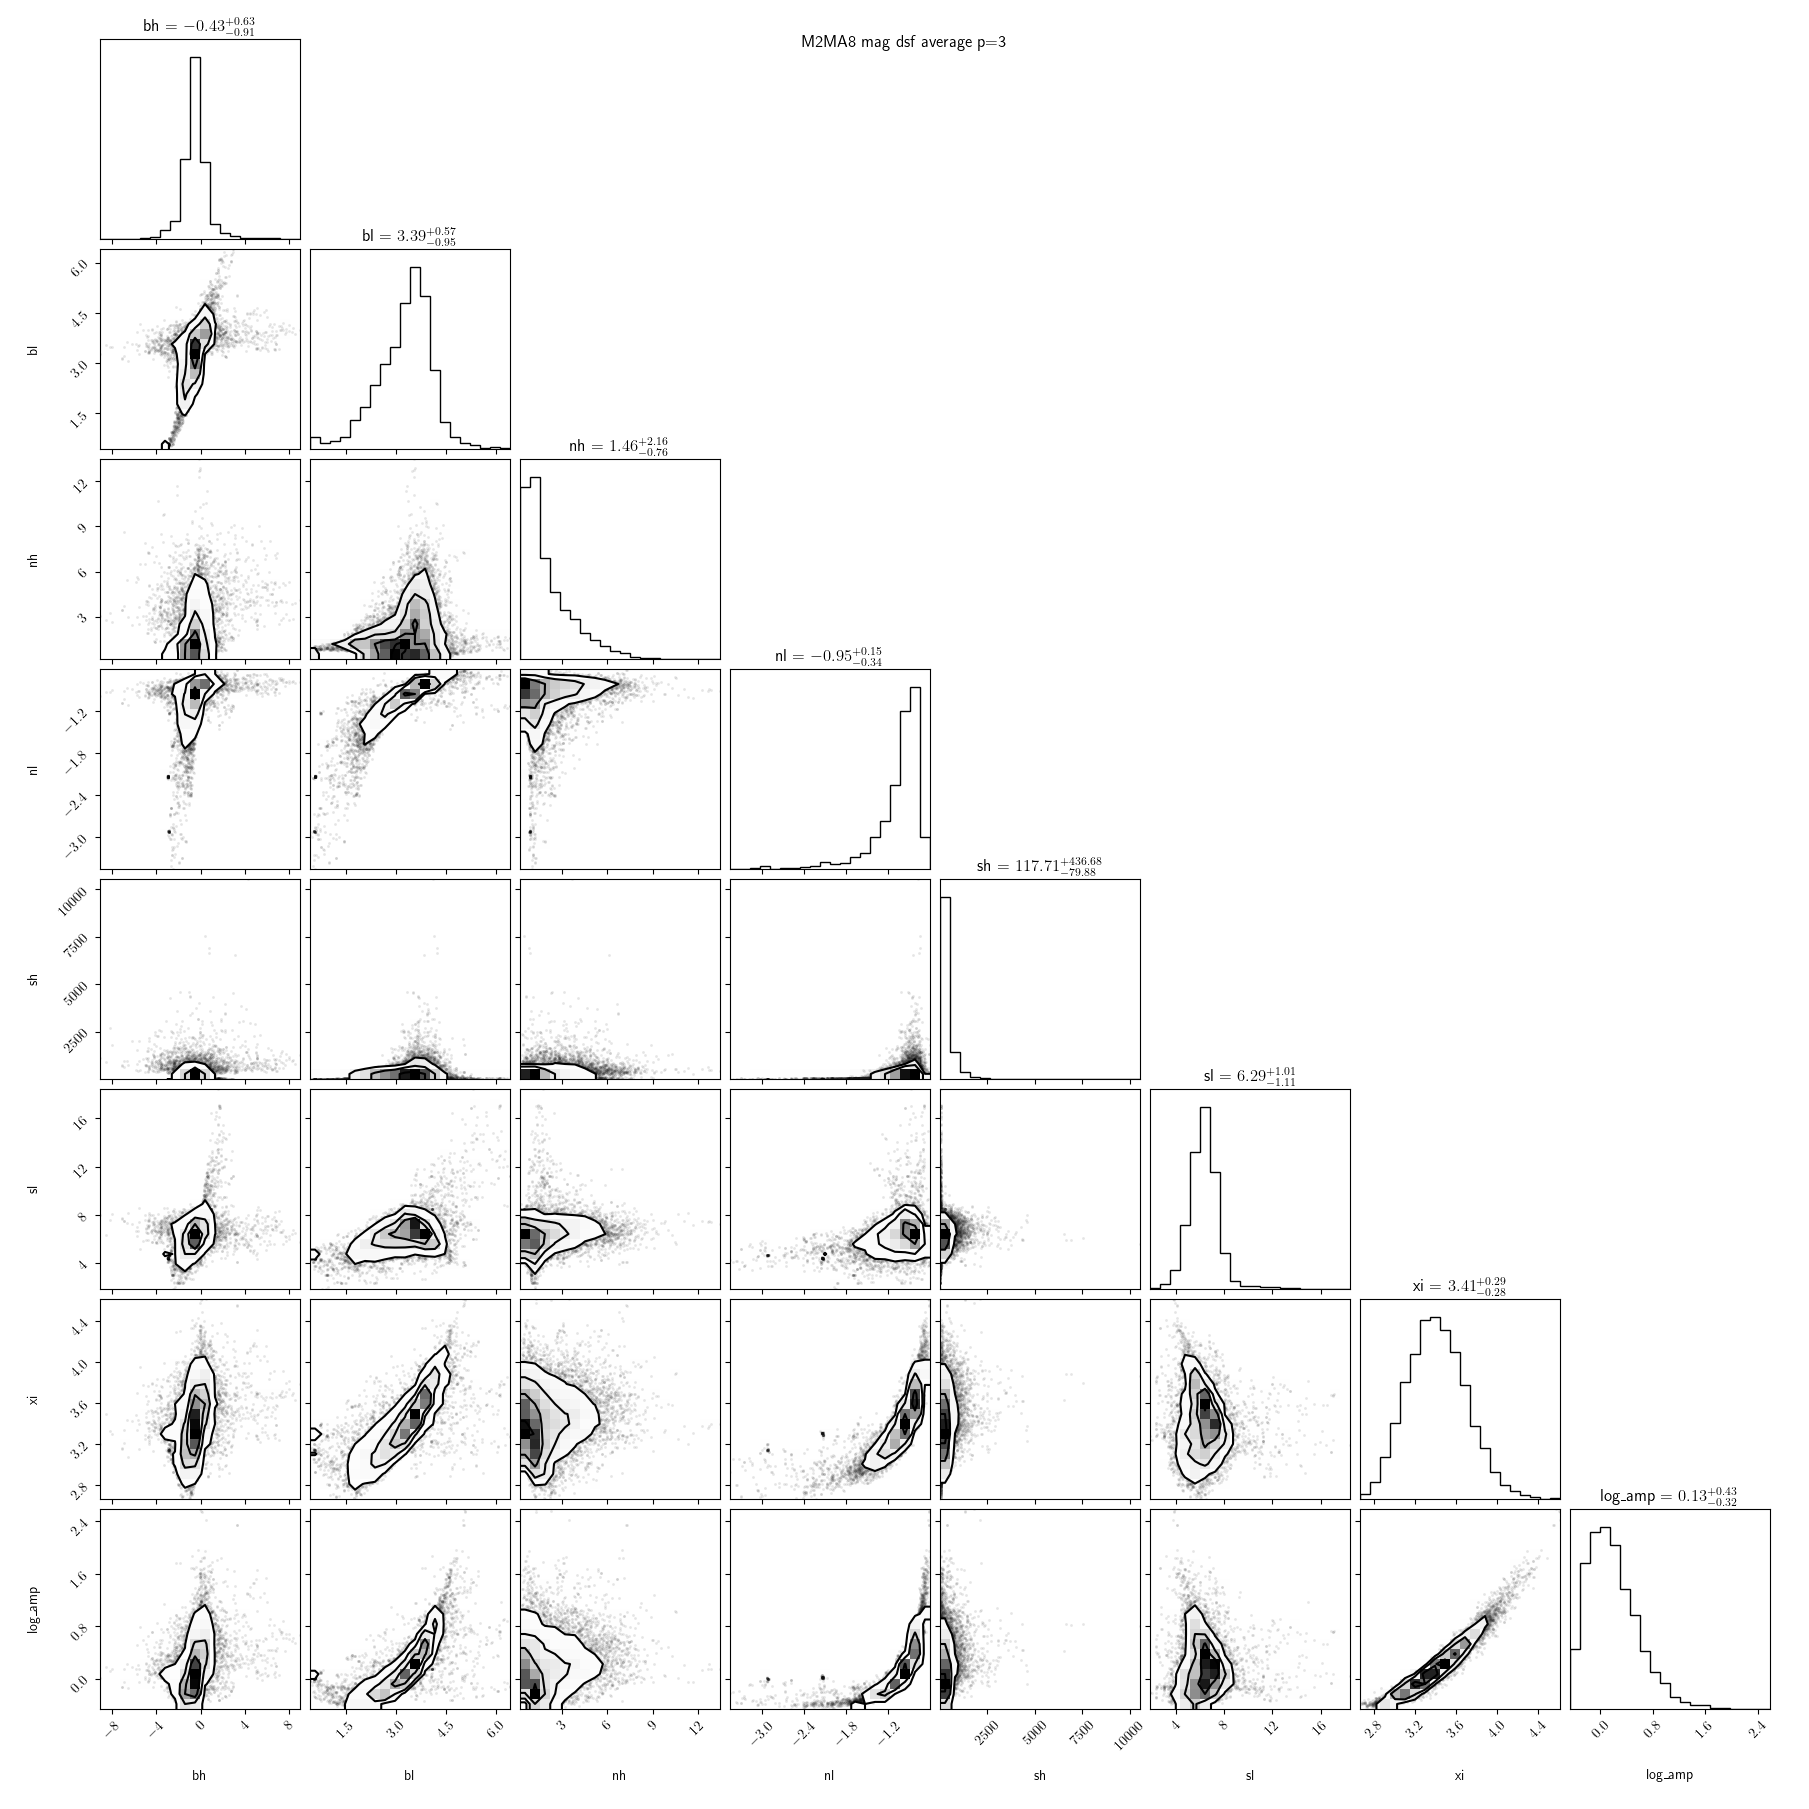 M2MA8 mag dsf average p=3
bh = −0.43+0.63−0.91
bl = 3.39+0.57−0.95
6.0
4.5
3.0
1.5
bl
nh = 1.46+2.16−0.76
12
9
6
3
nh
nl = −0.95+0.15−0.34
−1.2
−1.8
−2.4
−3.0
nl
sh = 117.71+436.68−79.88
10000
7500
5000
2500
sh
sl = 6.29+1.01−1.11
16
12
8
4
sl
xi = 3.41+0.29−0.28
4.4
4.0
3.6
3.2
2.8
xi
log_amp = 0.13+0.43−0.32
2.4
1.6
0.8
0.0
log_amp
−8 −4 0 4 8 1.5 3.0 4.5 6.0 3 6 9 12 −3.0 −2.4 −1.8 −1.2 2500 5000 7500 10000 4 8 12 16 2.8 3.2 3.6 4.0 4.4 0.0 0.8 1.6 2.4
bh bl nh nl sh sl xi log_amp